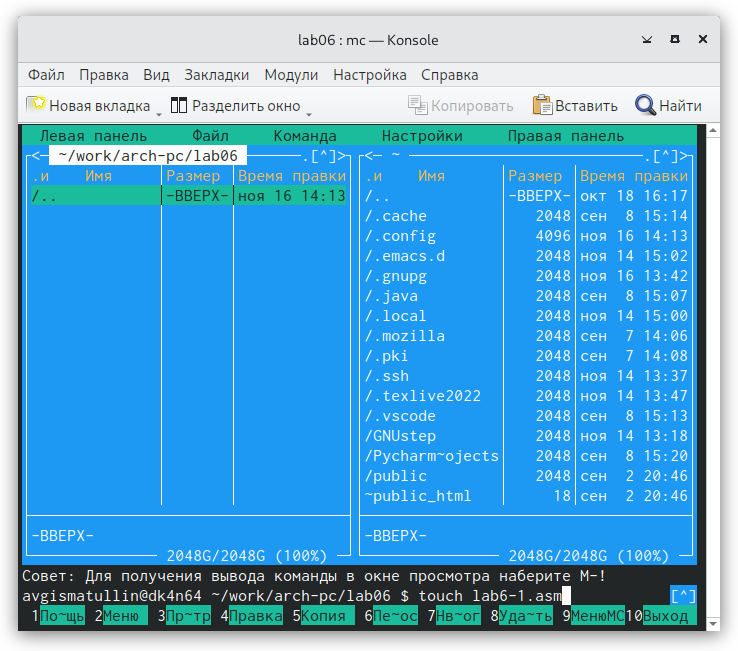 lab06 : mc — Konsole
Файл Правка Вид Закладки Модули Настройка Справка
Новая вкладка Разделить окно Копировать Вставить Найти
Левая панель Файл Команда Настройки Правая панель
<— ~/work/arch-pc/lab06 .[^]> <— ~ .[^]>
.и Имя Размер Время правки .и Имя Размер Время правки
/.. -ВВЕРХ- ноя 16 14:13 /.. -ВВЕРХ- окт 18 16:17
/.cache 2048 сен 8 15:14
/.config 4096 ноя 16 14:13
/.emacs.d 2048 ноя 14 15:02
/.gnupg 2048 ноя 16 13:42
/.java 2048 сен 8 15:07
/.local 2048 ноя 14 15:00
/.mozilla 2048 сен 7 14:06
/.pki 2048 сен 7 14:08
/.ssh 2048 ноя 14 13:37
/.texlive2022 2048 ноя 14 13:47
/.vscode 2048 сен 8 15:13
/GNUstep 2048 ноя 14 13:18
/Pycharm~ojects 2048 сен 8 15:20
/public 2048 сен 2 20:46
~public_html 18 сен 2 20:46
-ВВЕРХ- -ВВЕРХ-
2048G/2048G (100%) 2048G/2048G (100%)
Совет: Для получения вывода команды в окне просмотра наберите M-!
avgismatullin@dk4n64 ~/work/arch-pc/lab06 $ touch lab6-1.asm [^]
1По~щь 2Меню 3Пр~тр 4Правка 5Копия 6Пе~ос 7Нв~ог 8Уда~ть 9МенюMC 10Выход